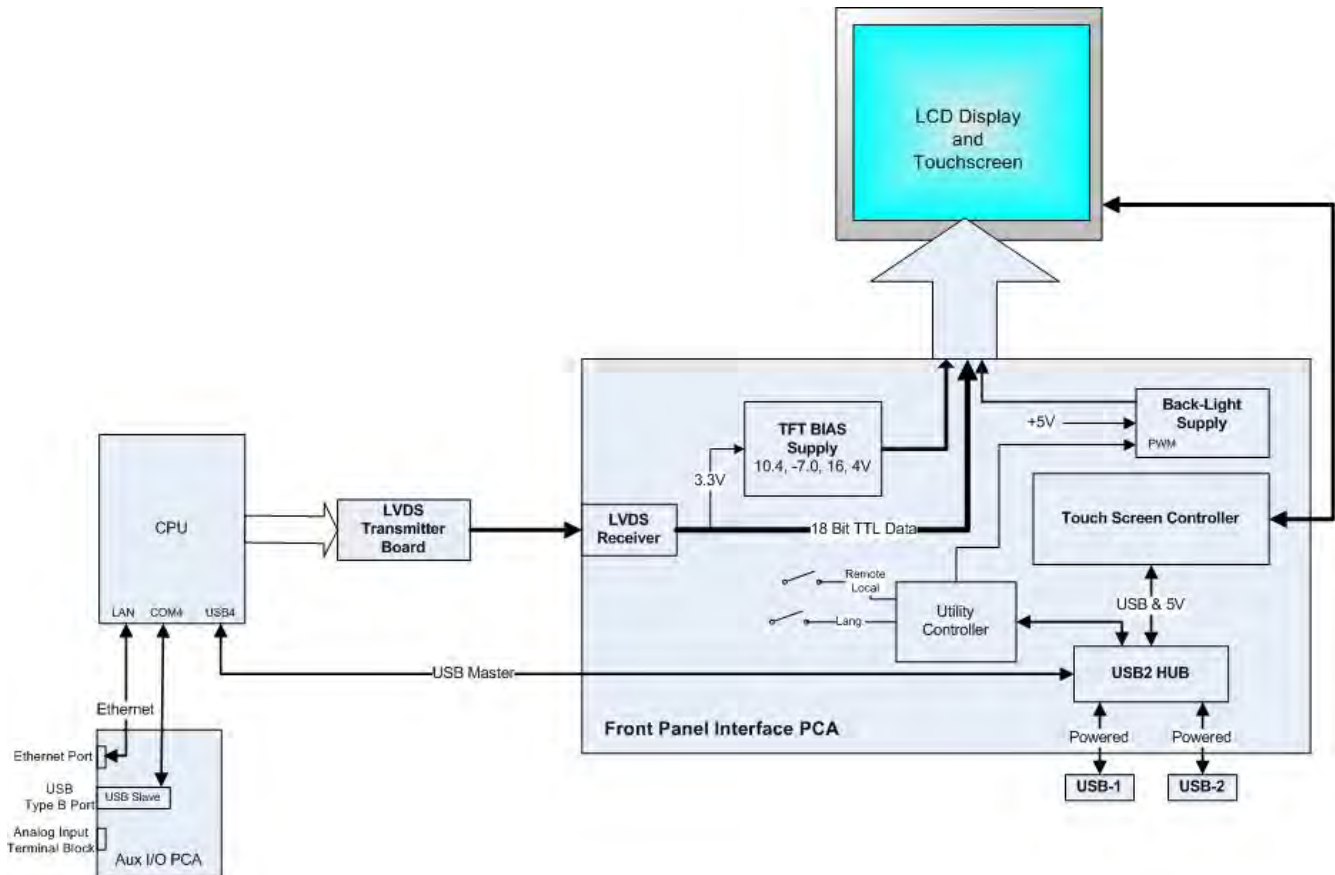 LCD Display
and
Touchscreen
Back-Light
Supply
+5V
PWM
TFT BIAS
Supply
10.4, -7.0, 16, 4V
3.3V
CPU
LAN COM4 USB4
LVDS
Transmitter
Board
LVDS
Receiver
18 Bit TTL Data
Touch Screen Controller
Remote
Local
Lang
Utility
Controller
USB & 5V
USB2 HUB
USB Master
Front Panel Interface PCA
Powered
Powered
USB-1
USB-2
Ethernet
Ethernet Port
USB
Type B Port
USB Slave
Analog Input
Terminal Block
Aux I/O PCA